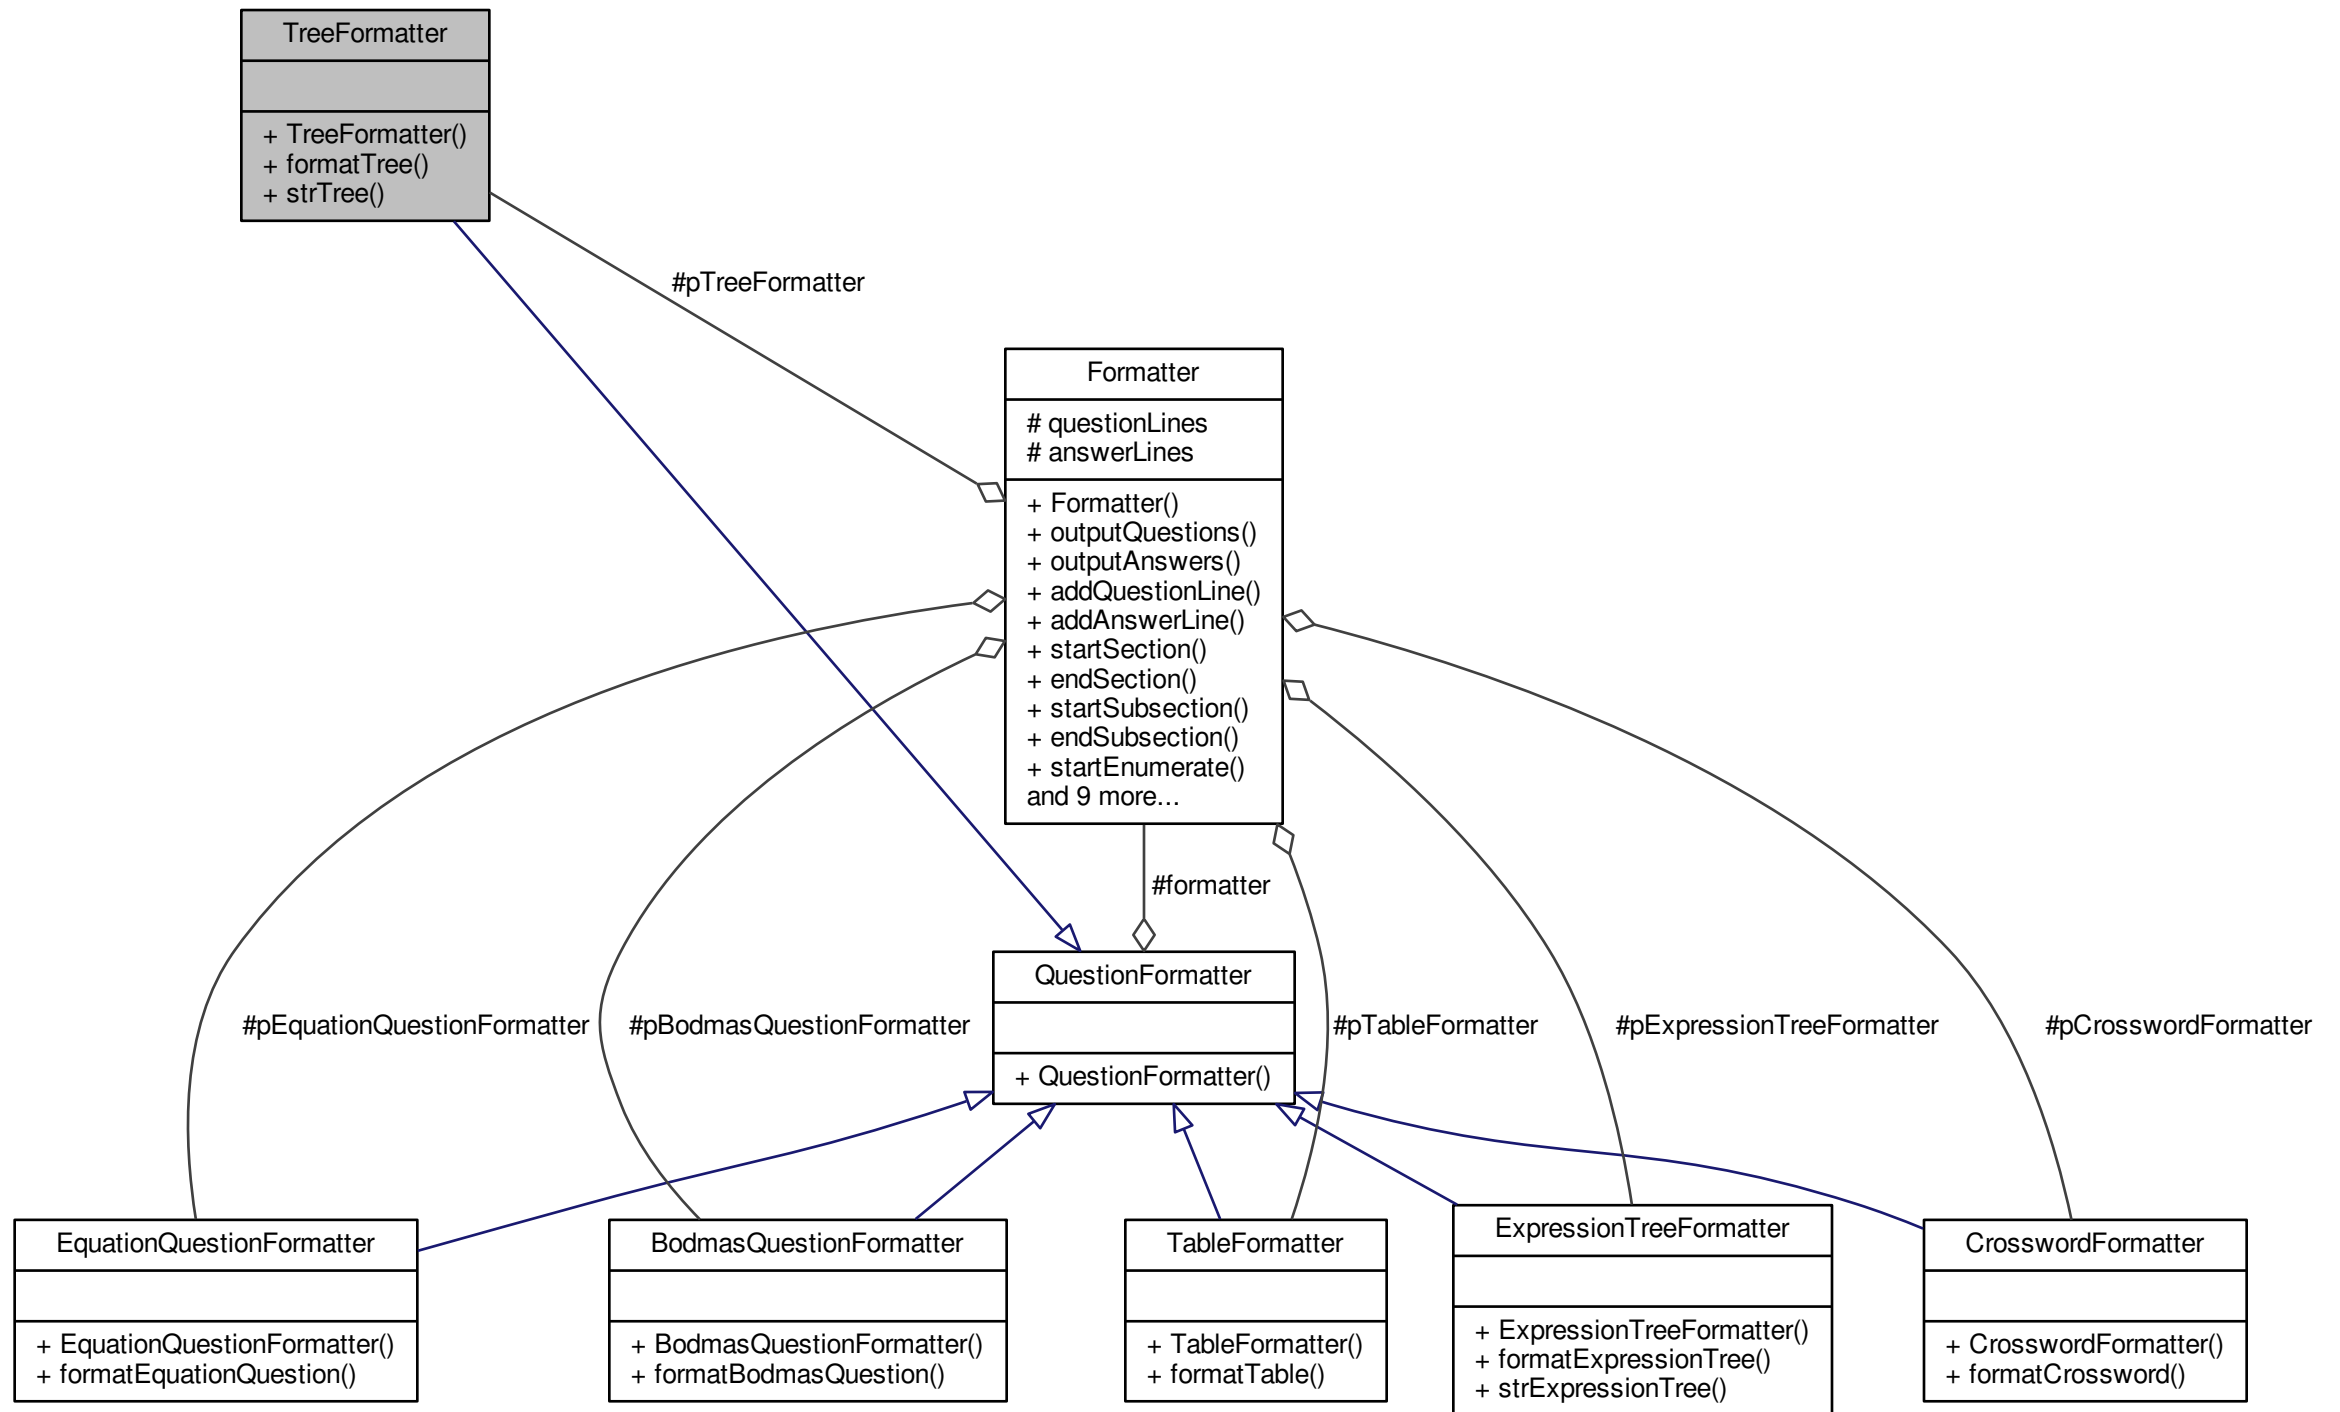 TreeFormatter
+ TreeFormatter()
+ formatTree()
+ strTree()
#pTreeFormatter
Formatter
# questionLines
# answerLines
+ Formatter()
+ outputQuestions()
+ outputAnswers()
+ addQuestionLine()
+ addAnswerLine()
+ startSection()
+ endSection()
+ startSubsection()
+ endSubsection()
+ startEnumerate()
and 9 more...
#formatter
QuestionFormatter
+ QuestionFormatter()
#pEquationQuestionFormatter
#pBodmasQuestionFormatter
#pTableFormatter
#pExpressionTreeFormatter
#pCrosswordFormatter
EquationQuestionFormatter
+ EquationQuestionFormatter()
+ formatEquationQuestion()
BodmasQuestionFormatter
+ BodmasQuestionFormatter()
+ formatBodmasQuestion()
TableFormatter
+ TableFormatter()
+ formatTable()
ExpressionTreeFormatter
+ ExpressionTreeFormatter()
+ formatExpressionTree()
+ strExpressionTree()
CrosswordFormatter
+ CrosswordFormatter()
+ formatCrossword()